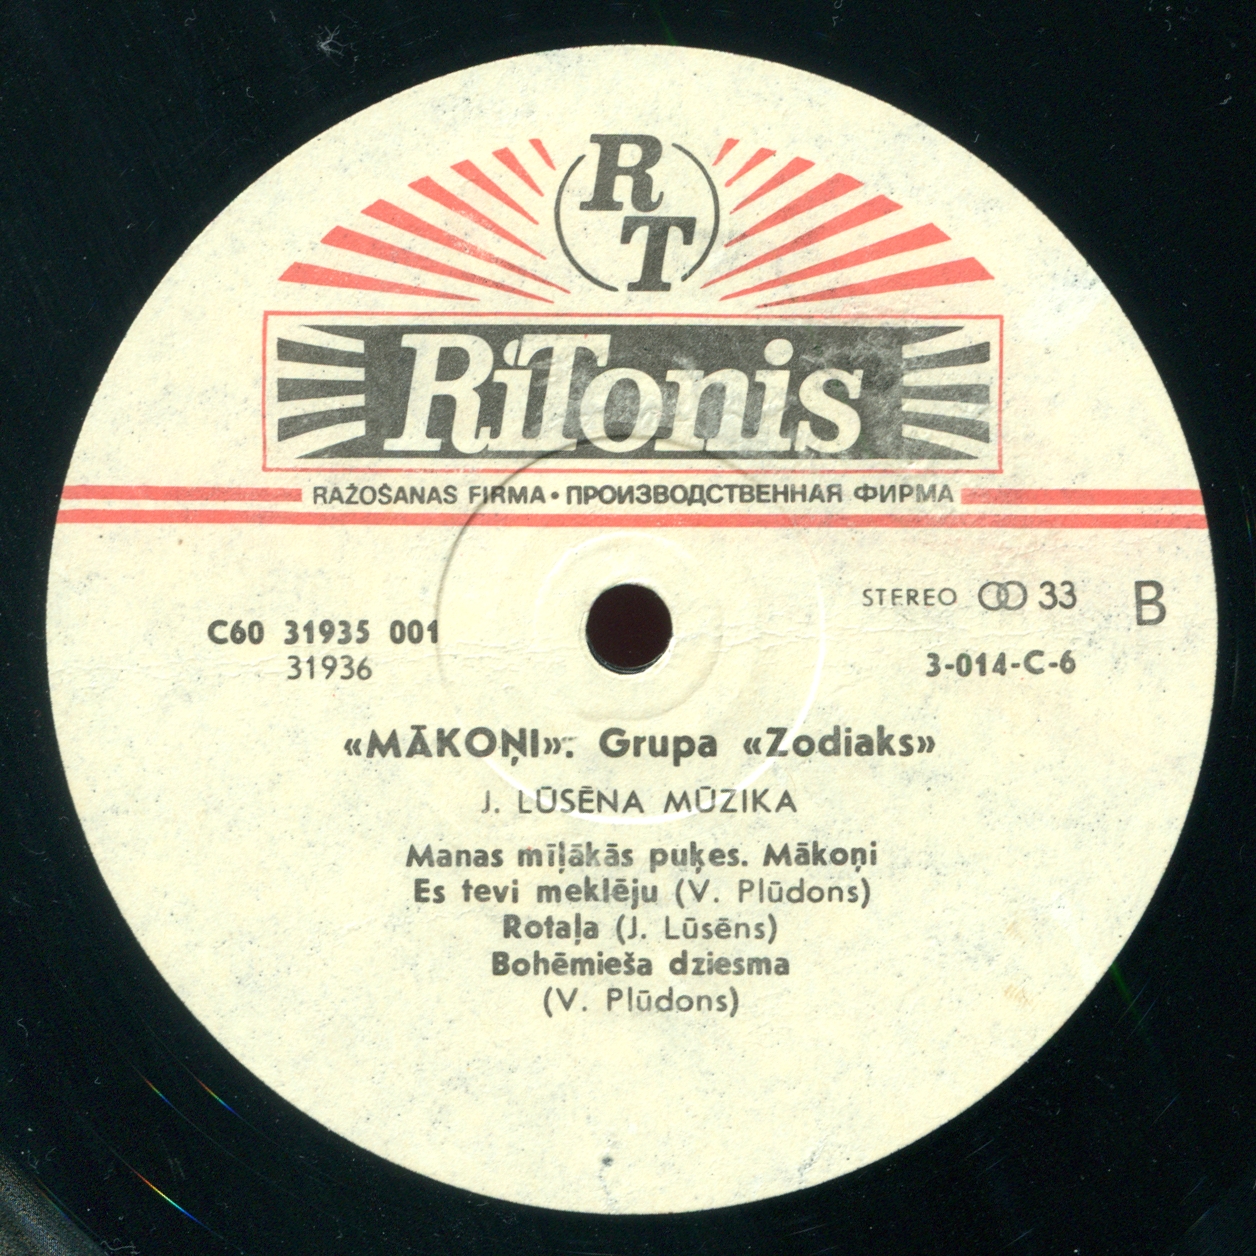 RT
RiTonis
RAŽOŠANAS FIRMA • ПРОИЗВОДСТВЕННАЯ ФИРМА
STEREO 33 B
C60 31935 001
31936
3-014-C-6
«MĀKOŅI». Grupa «Zodiaks»
J. LŪSĒNA MŪZIKA
Manas mīļākās puķes. Mākoņi
Es tevi meklēju (V. Plūdons)
Rotaļa (J. Lūsēns)
Bohēmieša dziesma
(V. Plūdons)